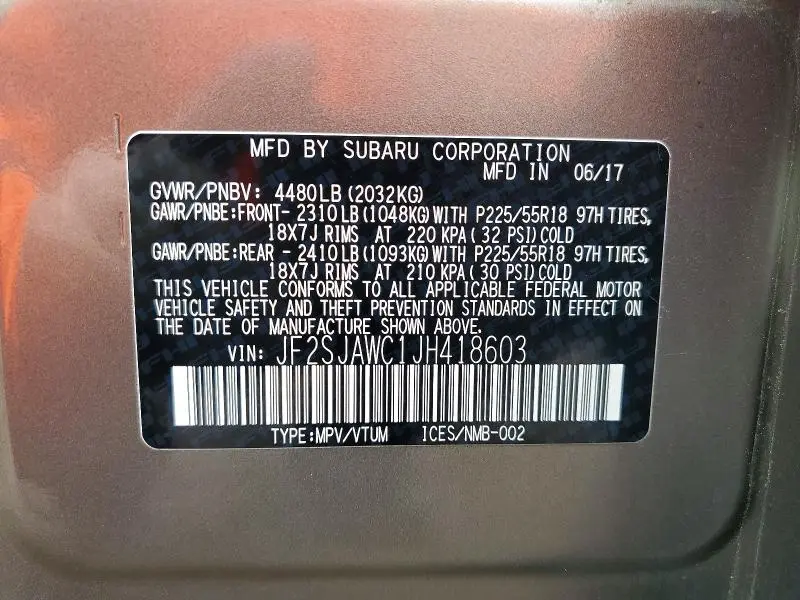 MFD BY SUBARU CORPORATION
MFD IN 06/17
GVWR/PNBV: 4480LB (2032KG)
GAWR/PNBE:FRONT- 2310LB (1048KG) WITH P225/55R18 97H TIRES,
18X7J RIMS AT 220 KPA ( 32 PSI) COLD
GAWR/PNBE:REAR - 2410LB (1093KG) WITH P225/55R18 97H TIRES,
18X7J RIMS AT 210 KPA ( 30 PSI) COLD
THIS VEHICLE CONFORMS TO ALL APPLICABLE FEDERAL MOTOR
VEHICLE SAFETY AND THEFT PREVENTION STANDARDS IN EFFECT ON
THE DATE OF MANUFACTURE SHOWN ABOVE.
VIN: JF2SJAWC1JH418603
TYPE:MPV/VTUM ICES/NMB-002